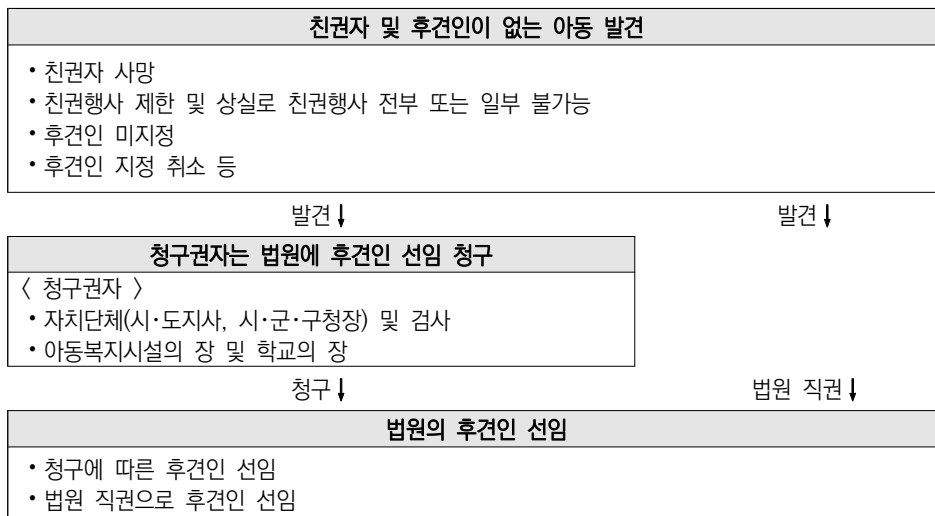 친권자 및 후견인이 없는 아동 발견
• 친권자 사망
• 친권행사 제한 및 상실로 친권행사 전부 또는 일부 불가능
• 후견인 미지정
• 후견인 지정 취소 등
발견↓ 발견↓
청구권자는 법원에 후견인 선임 청구
〈 청구권자 〉
• 자치단체(시·도지사, 시·군·구청장) 및 검사
• 아동복지시설의 장 및 학교의 장
청구↓ 법원 직권↓
법원의 후견인 선임
• 청구에 따른 후견인 선임
• 법원 직권으로 후견인 선임